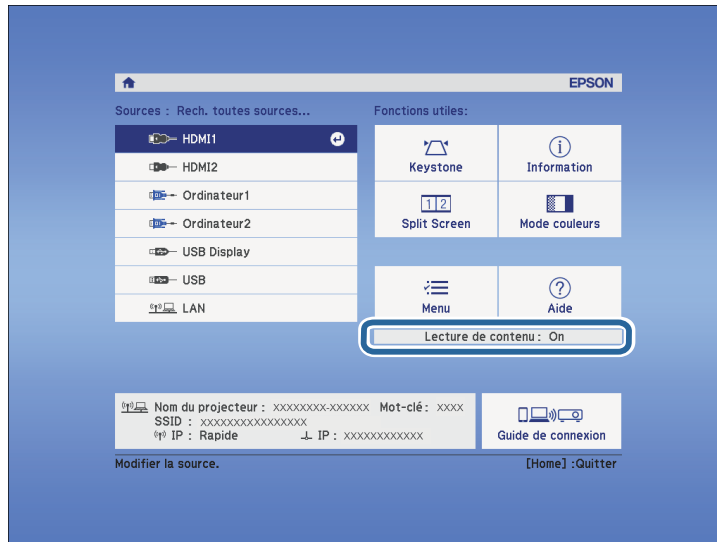 EPSON
Sources : Rech. toutes sources...
Fonctions utiles:
HDMI1
HDMI2
Ordinateur1
Ordinateur2
USB Display
USB
LAN
Keystone
Information
1 2
Split Screen
Mode couleurs
Menu
Aide
Lecture de contenu : On
Nom du projecteur : XXXXXXXX-XXXXXX Mot-clé : XXXX
SSID : XXXXXXXXXXXXXXXX
IP : Rapide IP : XXXXXXXXXXXX
Guide de connexion
Modifier la source.
[Home] :Quitter